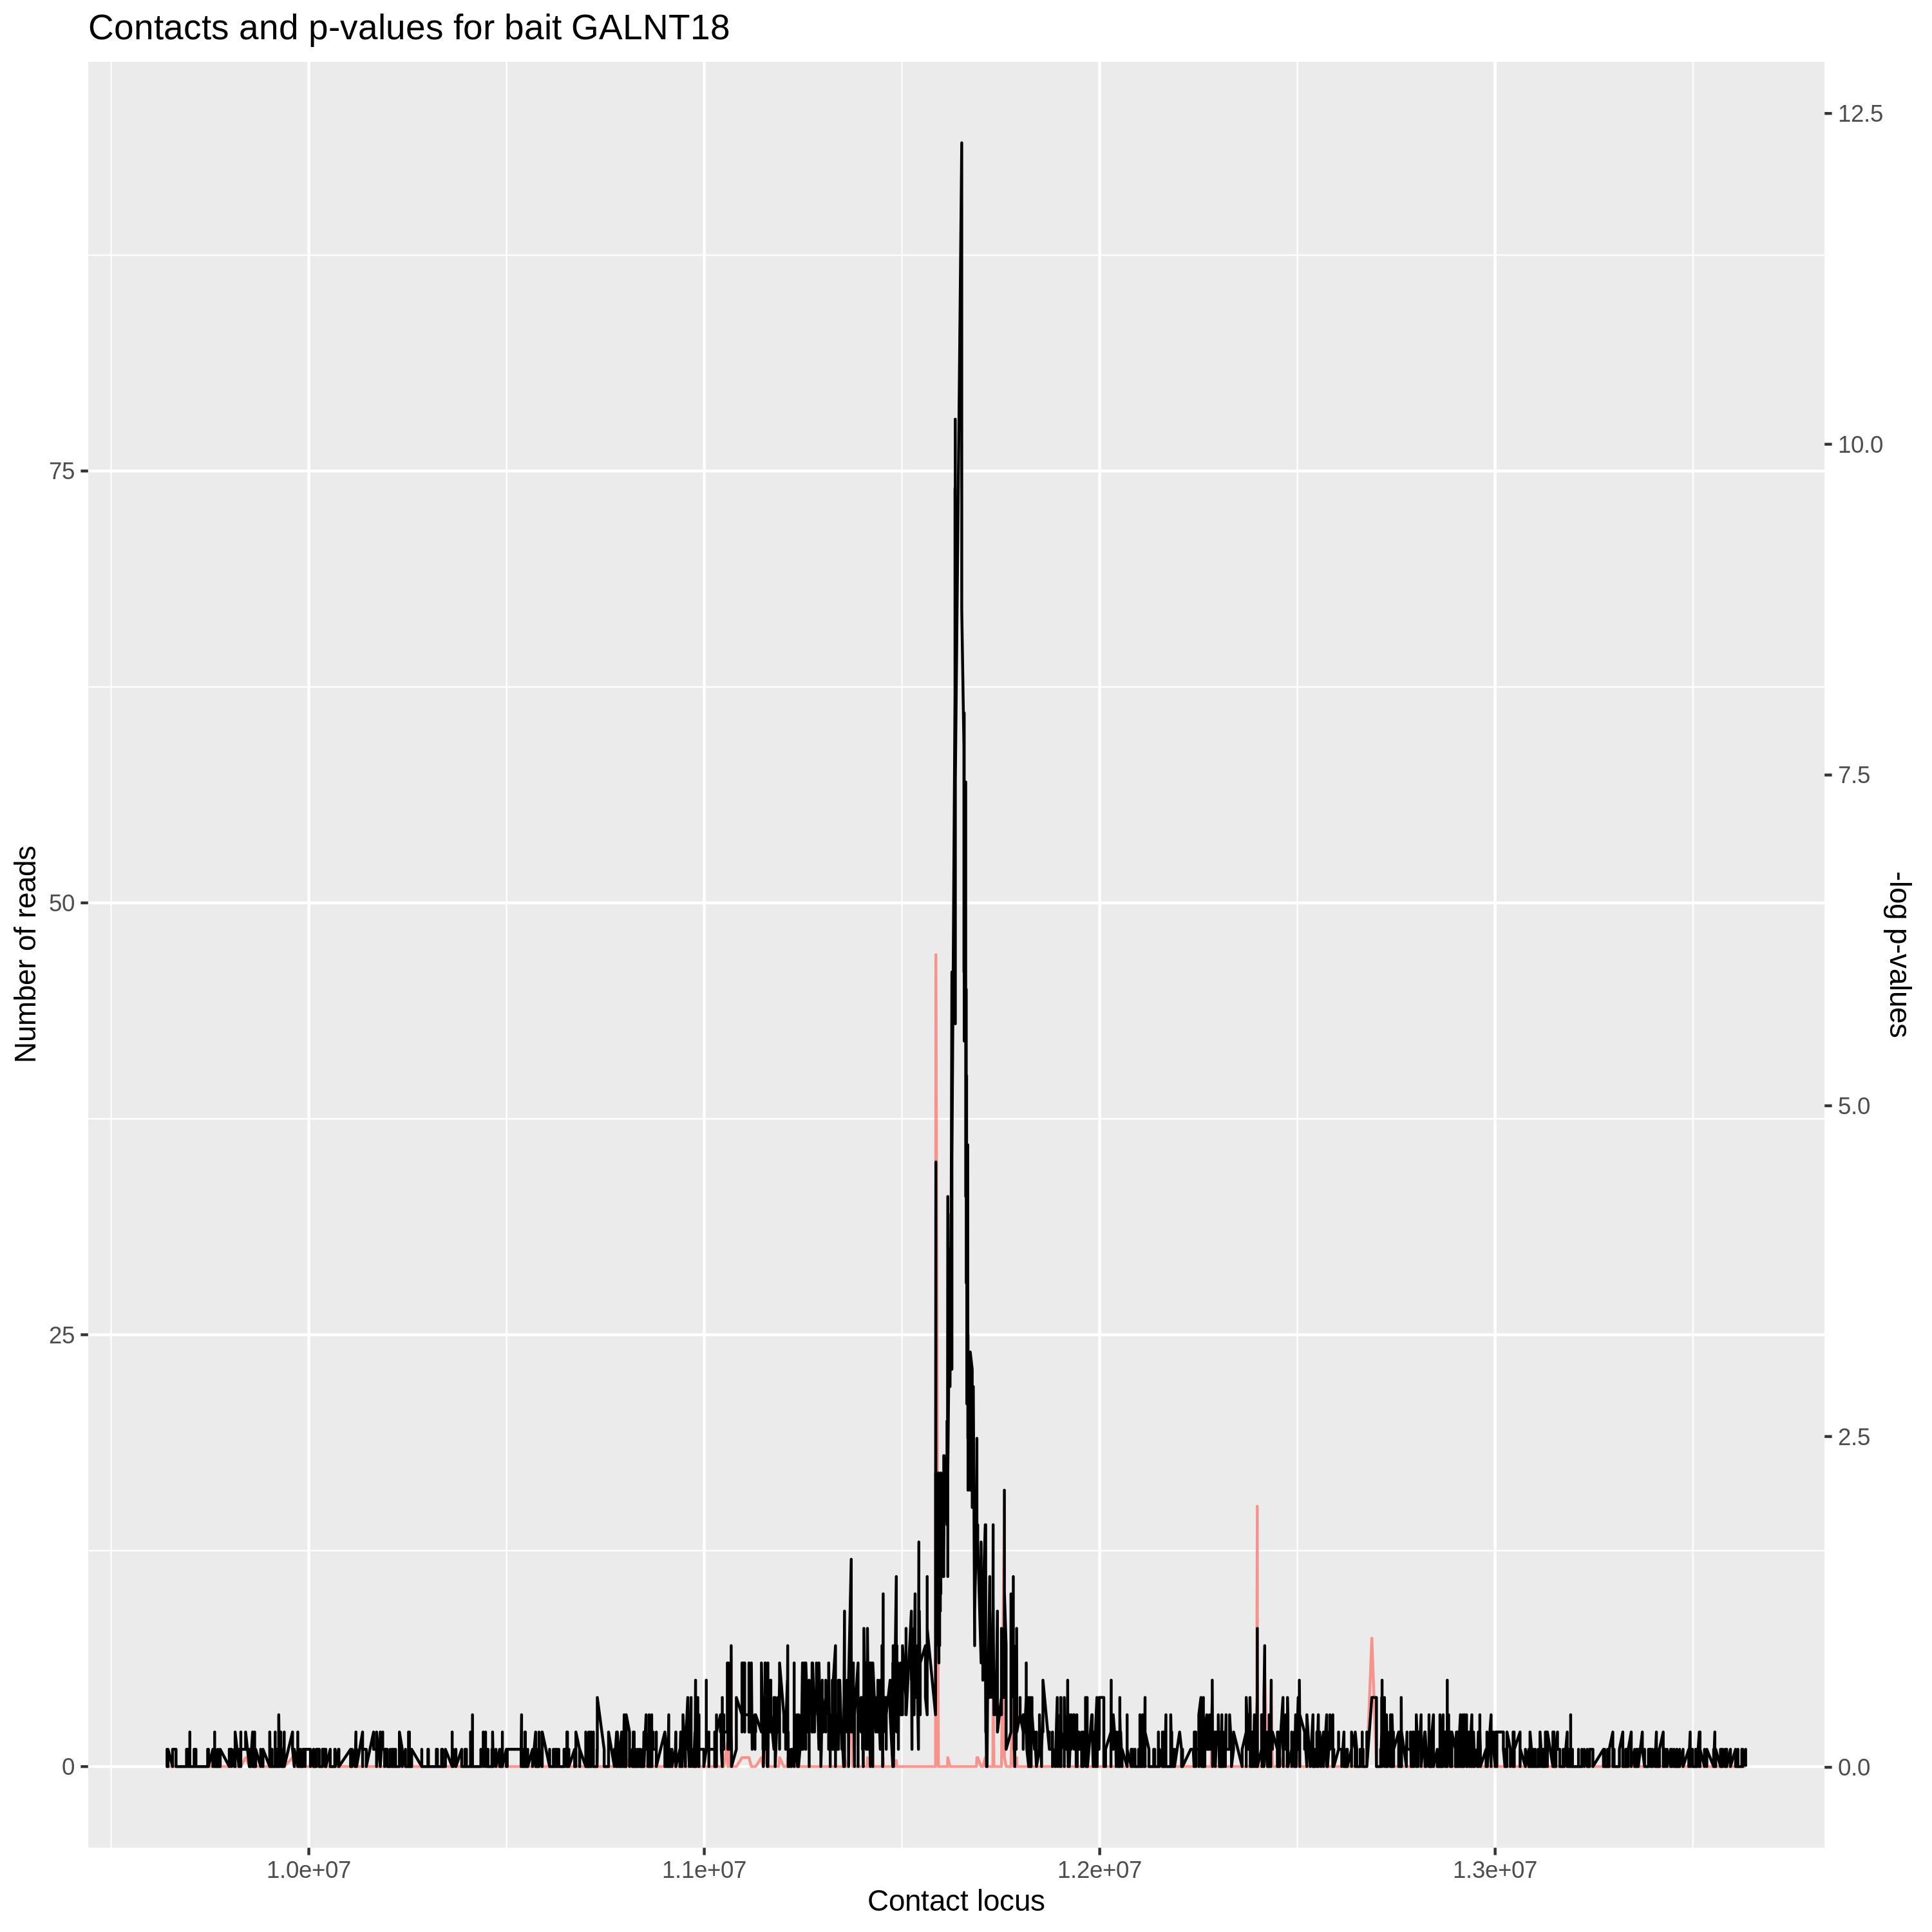 Contacts and p-values for bait GALNT18
12.5
10.0
7.5
5.0
2.5
0.0
75
50
25
0
Number of reads
-log p-values
1.0e+07 1.1e+07 1.2e+07 1.3e+07
Contact locus